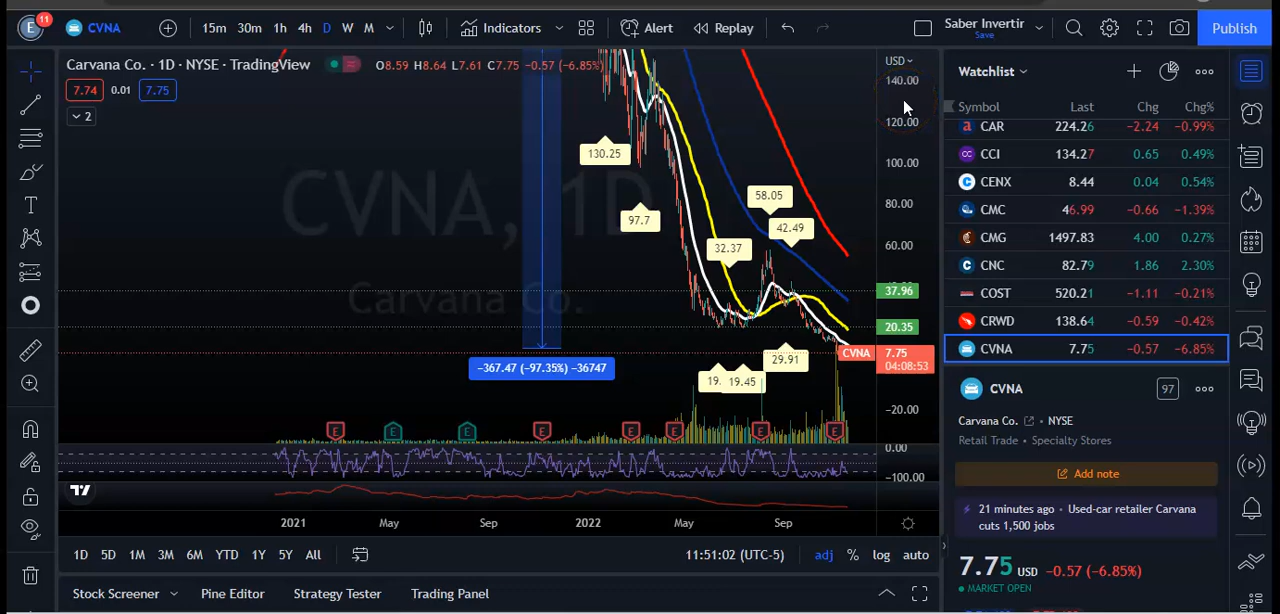 E
11
CVNA
15m 30m 1h 4h D W M
Indicators
Alert
Replay
Saber Invertir
Save
Publish
Carvana Co. • 1D • NYSE • TradingView
O8.59 H8.64 L7.61 C7.75 −0.57 (−6.85%)
7.74 0.01 7.75
2
CVNA, 1D
Carvana Co.
USD
140.00
120.00
100.00
80.00
60.00
37.96
20.35
CVNA 7.75
04:08:53
−20.00
0.00
−100.00
130.25
97.7
58.05
42.49
32.37
29.91
19. 19.45
−367.47 (−97.35%) −36747
E E E E E E E E
2021 May Sep 2022 May Sep
1D 5D 1M 3M 6M YTD 1Y 5Y All
11:51:02 (UTC-5)
adj % log auto
Stock Screener
Pine Editor
Strategy Tester
Trading Panel
Watchlist
Symbol Last Chg Chg%
CAR 224.26 −2.24 −0.99%
CCI 134.27 0.65 0.49%
CENX 8.44 0.04 0.54%
CMC 46.99 −0.66 −1.39%
CMG 1497.83 4.00 0.27%
CNC 82.79 1.86 2.30%
COST 520.21 −1.11 −0.21%
CRWD 138.64 −0.59 −0.42%
CVNA 7.75 −0.57 −6.85%
CVNA
97
Carvana Co. • NYSE
Retail Trade • Specialty Stores
Add note
21 minutes ago • Used-car retailer Carvana
cuts 1,500 jobs
7.75 USD −0.57 (−6.85%)
MARKET OPEN